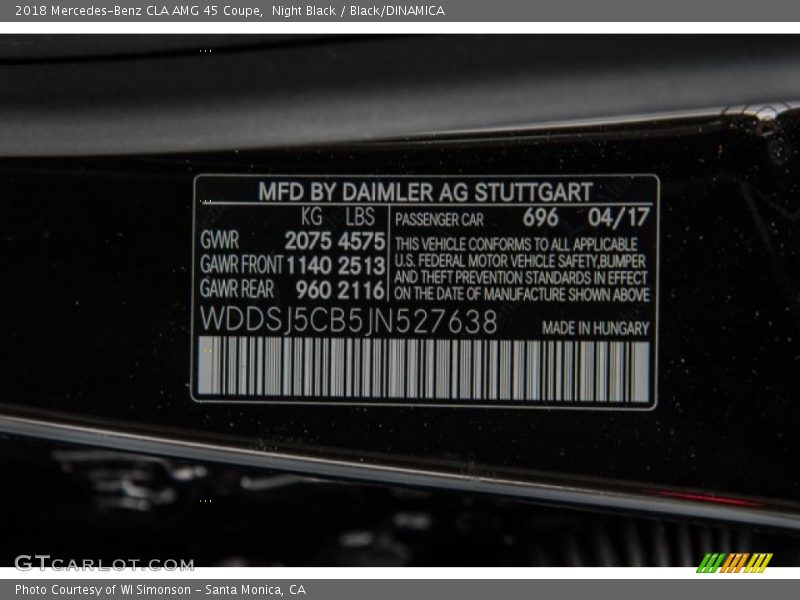 2018 Mercedes-Benz CLA AMG 45 Coupe, Night Black / Black/DINAMICA
MFD BY DAIMLER AG STUTTGART
KG LBS PASSENGER CAR 696 04/17
GVWR 2075 4575 THIS VEHICLE CONFORMS TO ALL APPLICABLE
GAWR FRONT 1140 2513 U.S. FEDERAL MOTOR VEHICLE SAFETY,BUMPER
AND THEFT PREVENTION STANDARDS IN EFFECT
GAWR REAR 960 2116 ON THE DATE OF MANUFACTURE SHOWN ABOVE
WDDSJ5CB5JN527638 MADE IN HUNGARY
GTCARLOT.COM
Photo Courtesy of WI Simonson - Santa Monica, CA